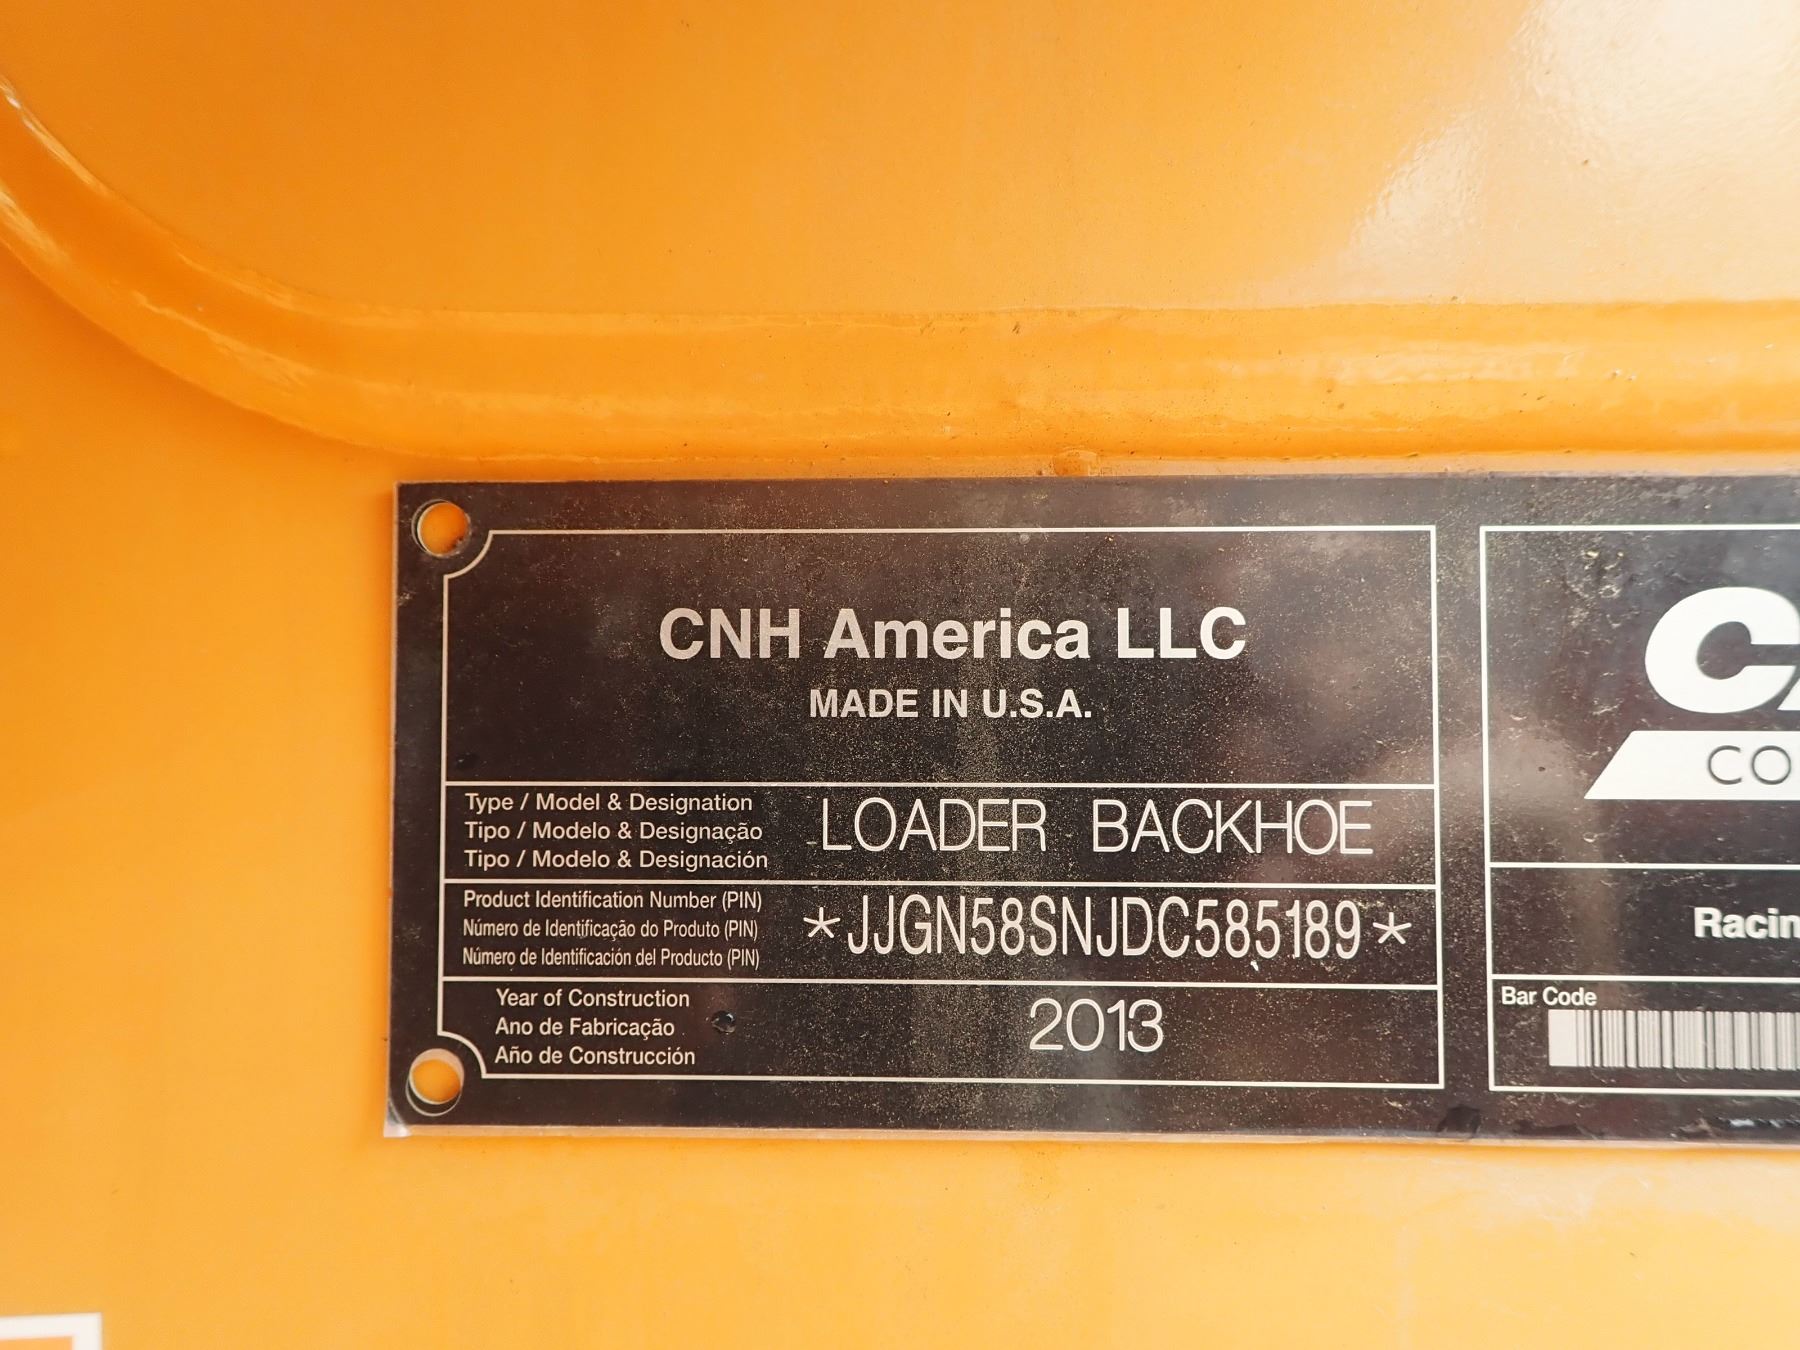 CNH America LLC
MADE IN U.S.A.
Type / Model & Designation
Tipo / Modelo & Designação
Tipo / Modelo & Designación
LOADER BACKHOE
Product Identification Number (PIN)
Número de Identificação do Produto (PIN)
Número de Identificación del Producto (PIN)
*JJGN58SNJDC585189*
Year of Construction
Ano de Fabricação
Año de Construcción
2013
CO
Racin
Bar Code